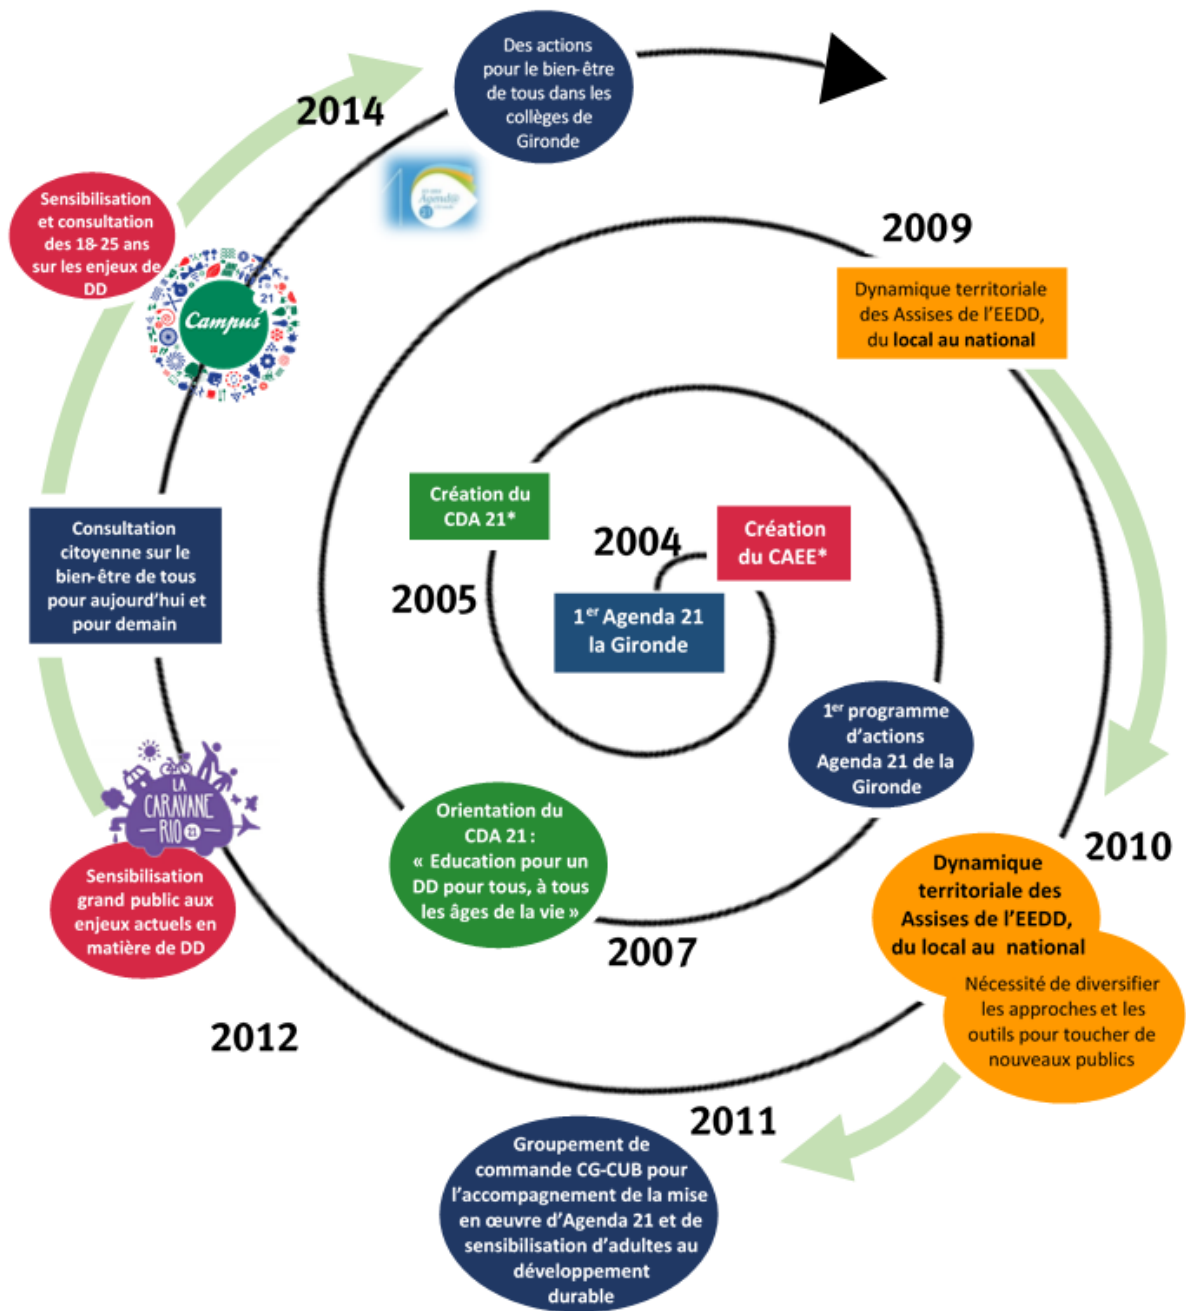 Des actions
pour le bien-être
de tous dans les
collèges de
Gironde
2014
Agenda
21
Sensibilisation
et consultation
des 18-25 ans
sur les enjeux de
DD
21
Campus
2009
Dynamique territoriale
des Assises de l'EEDD,
du local au national
Création du
CDA 21*
2004
Création
du CAEE*
2005
1er Agenda 21
la Gironde
Consultation
citoyenne sur le
bien-être de tous
pour aujourd'hui et
pour demain
1er programme
d'actions
Agenda 21 de la
Gironde
LA
CARAVANE
RIO 21
Sensibilisation
grand public aux
enjeux actuels en
matière de DD
Orientation du
CDA 21 :
« Education pour un
DD pour tous, à tous
les âges de la vie »
2007
2010
Dynamique
territoriale des
Assises de l'EEDD,
du local au national
Nécessité de diversifier
les approches et les
outils pour toucher de
nouveaux publics
2012
2011
Groupement de
commande CG-CUB pour
l'accompagnement de la mise
en œuvre d'Agenda 21 et de
sensibilisation d'adultes au
développement
durable